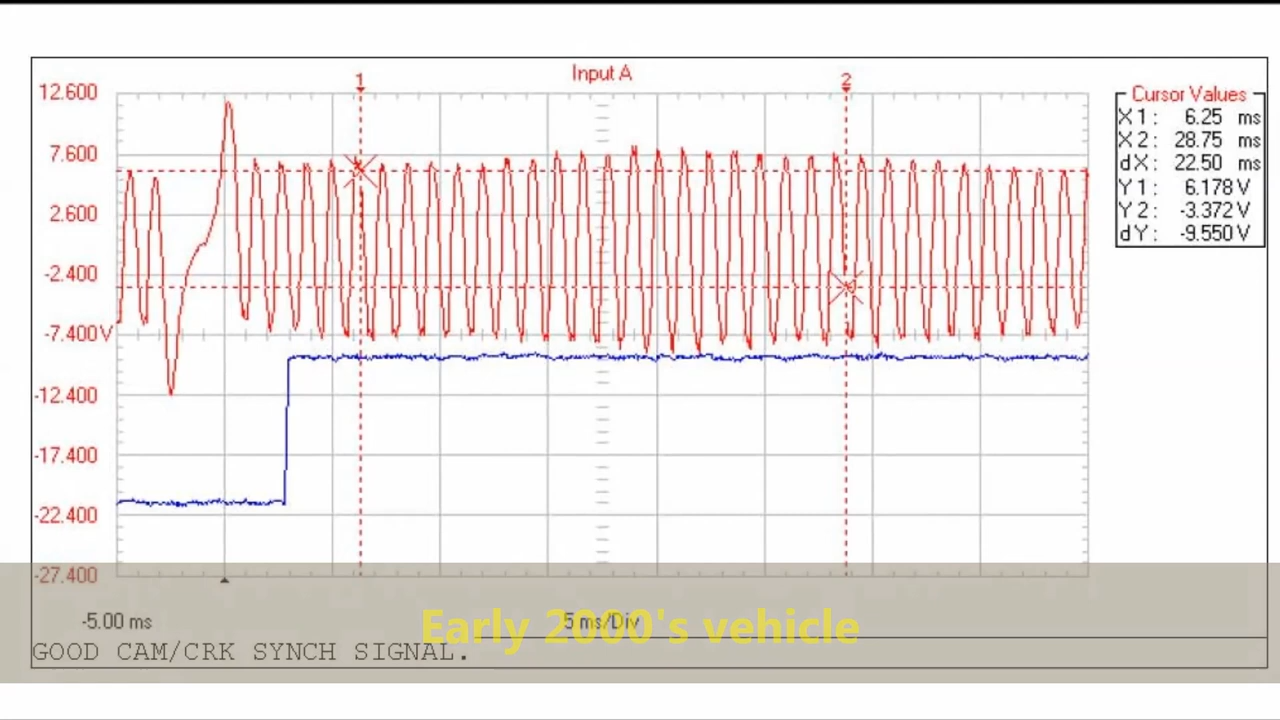 Input A
12.600
7.600
2.600
-2.400
-7.400V
-12.400
-17.400
-22.400
-27.400
1
2
Cursor Values
X1: 6.25 ms
X2: 28.75 ms
dX: 22.50 ms
Y1: 6.178 V
Y2: -3.372 V
dY: -9.550 V
-5.00 ms
5 ms/Div
Early 2000's vehicle
GOOD CAM/CRK SYNCH SIGNAL.